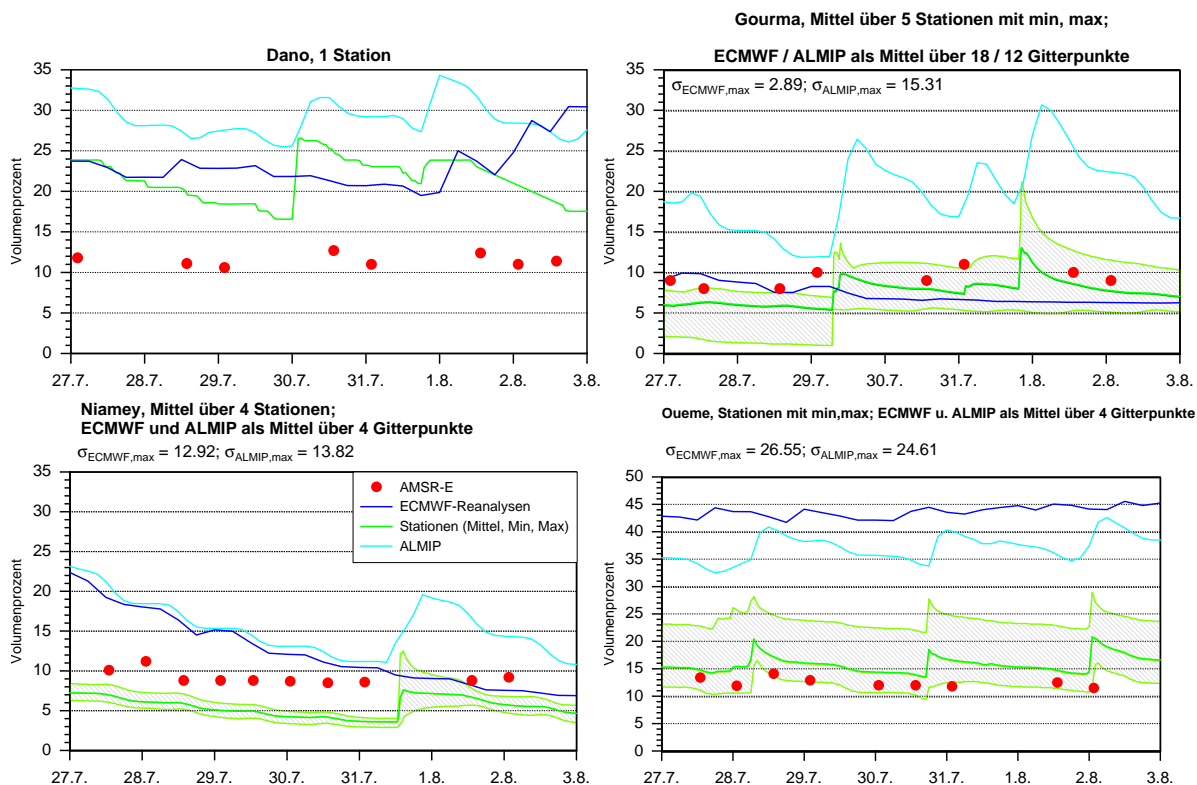 Dano, 1 Station
Volumenprozent
35
30
25
20
15
10
5
0
27.7. 28.7. 29.7. 30.7. 31.7. 1.8. 2.8. 3.8.
Gourma, Mittel über 5 Stationen mit min, max;
ECMWF / ALMIP als Mittel über 18 / 12 Gitterpunkte
σECMWF,max = 2.89; σALMIP,max = 15.31
Volumenprozent
35
30
25
20
15
10
5
0
27.7. 28.7. 29.7. 30.7. 31.7. 1.8. 2.8. 3.8.
Niamey, Mittel über 4 Stationen;
ECMWF und ALMIP als Mittel über 4 Gitterpunkte
σECMWF,max = 12.92; σALMIP,max = 13.82
Volumenprozent
35
30
25
20
15
10
5
0
27.7. 28.7. 29.7. 30.7. 31.7. 1.8. 2.8. 3.8.
AMSR-E
ECMWF-Reanalysen
Stationen (Mittel, Min, Max)
ALMIP
Oueme, Stationen mit min,max; ECMWF u. ALMIP als Mittel über 4 Gitterpunkte
σECMWF,max = 26.55; σALMIP,max = 24.61
Volumenprozent
50
45
40
35
30
25
20
15
10
5
0
27.7. 28.7. 29.7. 30.7. 31.7. 1.8. 2.8. 3.8.